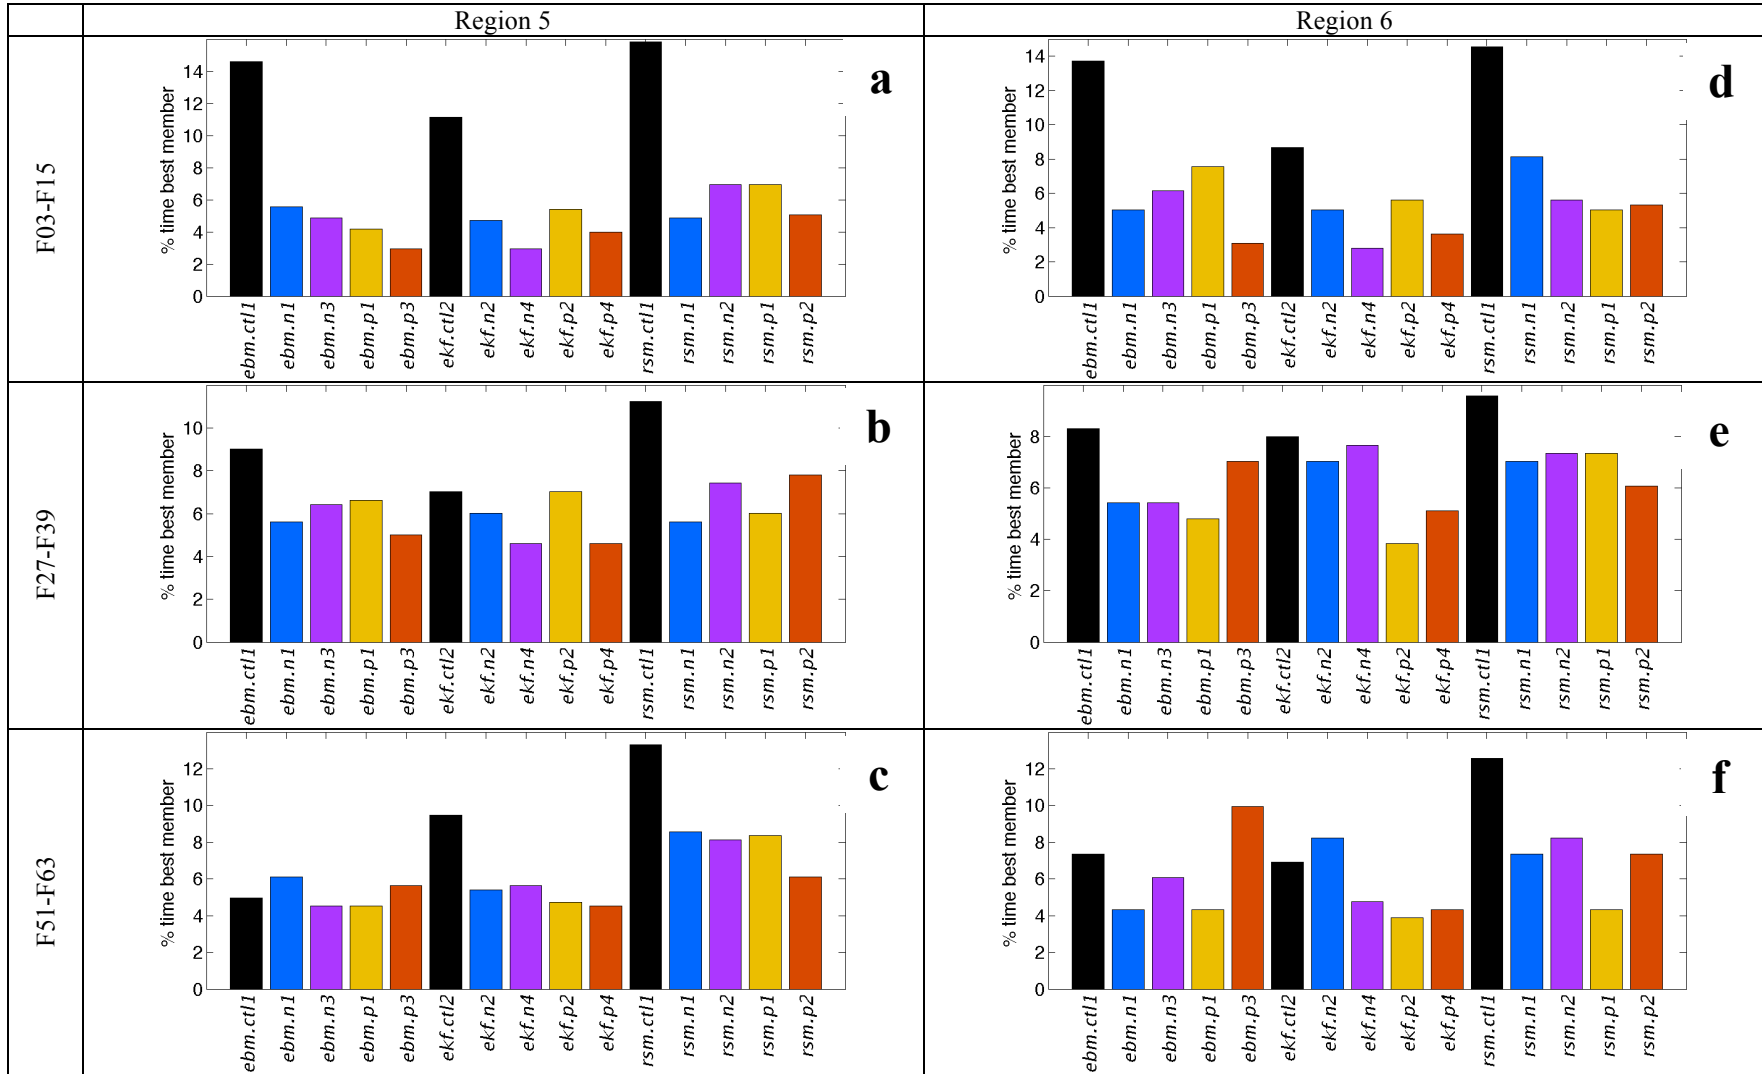 Region 5
Region 6
F03-F15
% time best member
14
12
10
8
6
4
2
0
ebm.ctl1 ebm.n1 ebm.n3 ebm.p1 ebm.p3 ekf.ctl2 ekf.n2 ekf.n4 ekf.p2 ekf.p4 rsm.ctl1 rsm.n1 rsm.n2 rsm.p1 rsm.p2
a
% time best member
14
12
10
8
6
4
2
0
ebm.ctl1 ebm.n1 ebm.n3 ebm.p1 ebm.p3 ekf.ctl2 ekf.n2 ekf.n4 ekf.p2 ekf.p4 rsm.ctl1 rsm.n1 rsm.n2 rsm.p1 rsm.p2
d
F27-F39
% time best member
10
8
6
4
2
0
ebm.ctl1 ebm.n1 ebm.n3 ebm.p1 ebm.p3 ekf.ctl2 ekf.n2 ekf.n4 ekf.p2 ekf.p4 rsm.ctl1 rsm.n1 rsm.n2 rsm.p1 rsm.p2
b
% time best member
8
6
4
2
0
ebm.ctl1 ebm.n1 ebm.n3 ebm.p1 ebm.p3 ekf.ctl2 ekf.n2 ekf.n4 ekf.p2 ekf.p4 rsm.ctl1 rsm.n1 rsm.n2 rsm.p1 rsm.p2
e
F51-F63
% time best member
12
10
8
6
4
2
0
ebm.ctl1 ebm.n1 ebm.n3 ebm.p1 ebm.p3 ekf.ctl2 ekf.n2 ekf.n4 ekf.p2 ekf.p4 rsm.ctl1 rsm.n1 rsm.n2 rsm.p1 rsm.p2
c
% time best member
12
10
8
6
4
2
0
ebm.ctl1 ebm.n1 ebm.n3 ebm.p1 ebm.p3 ekf.ctl2 ekf.n2 ekf.n4 ekf.p2 ekf.p4 rsm.ctl1 rsm.n1 rsm.n2 rsm.p1 rsm.p2
f